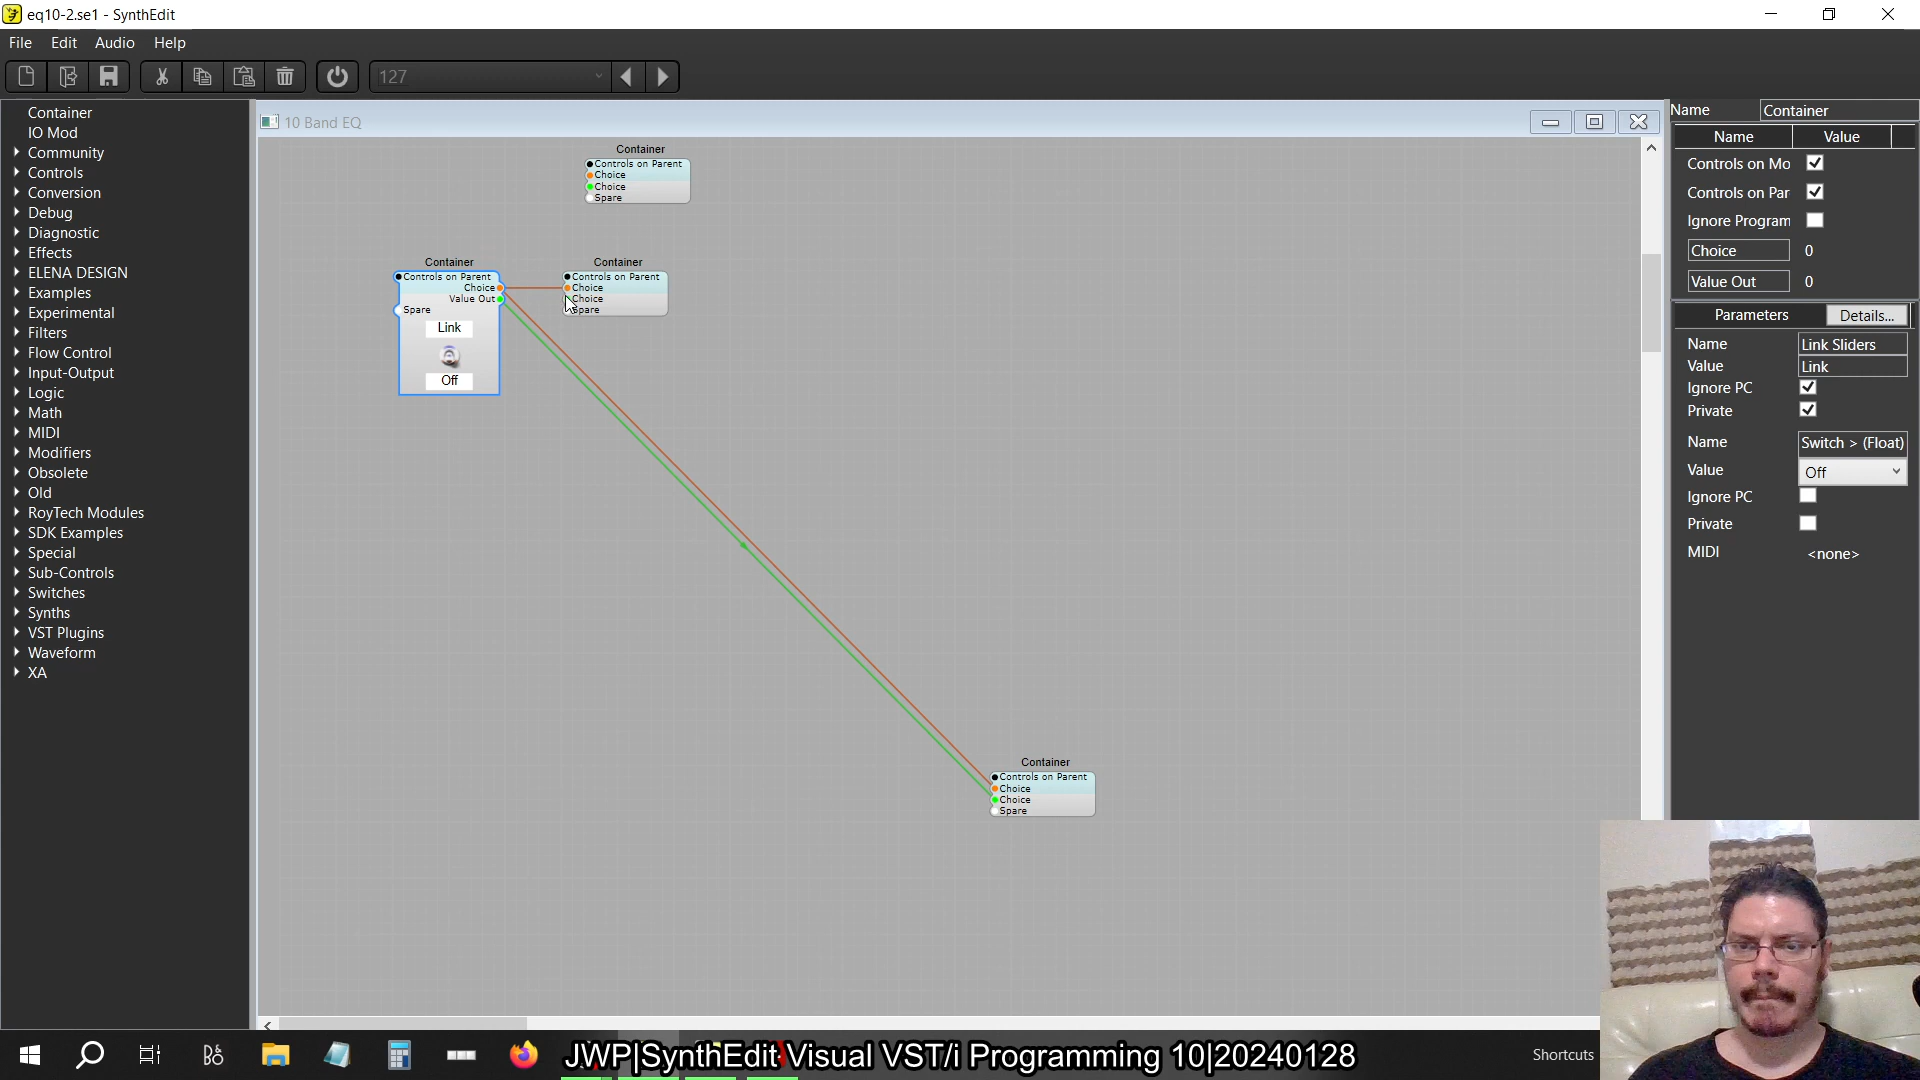 eq10-2.se1 - SynthEdit
File Edit Audio Help
127
Container
IO Mod
Community
Controls
Conversion
Debug
Diagnostic
Effects
ELENA DESIGN
Examples
Experimental
Filters
Flow Control
Input-Output
Logic
Math
MIDI
Modifiers
Obsolete
Old
RoyTech Modules
SDK Examples
Special
Sub-Controls
Switches
Synths
VST Plugins
Waveform
XA
10 Band EQ
Container
Controls on Parent
Choice
Choice
Spare
Container
Controls on Parent
Choice
Value Out
Spare
Link
Off
Container
Controls on Parent
Choice
Choice
Spare
Container
Controls on Parent
Choice
Choice
Spare
Name Container
Name Value
Controls on Mo
Controls on Par
Ignore Program
Choice 0
Value Out 0
Parameters Details...
Name Link Sliders
Value Link
Ignore PC
Private
Name Switch > (Float)
Value Off
Ignore PC
Private
MIDI <none>
JWP|SynthEdit Visual VST/i Programming 10|20240128
Shortcuts